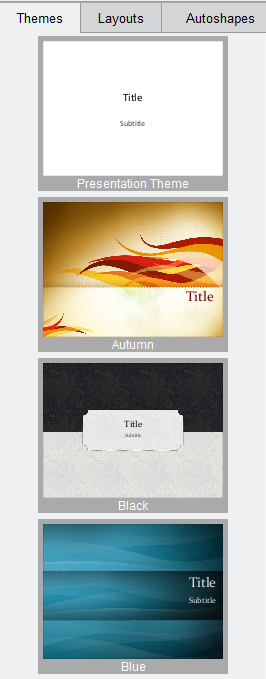 Themes Layouts Autoshapes
Title
Subtitle
Presentation Theme
Title
Autumn
Title
Subtitle
Black
Title
Subtitle
Blue